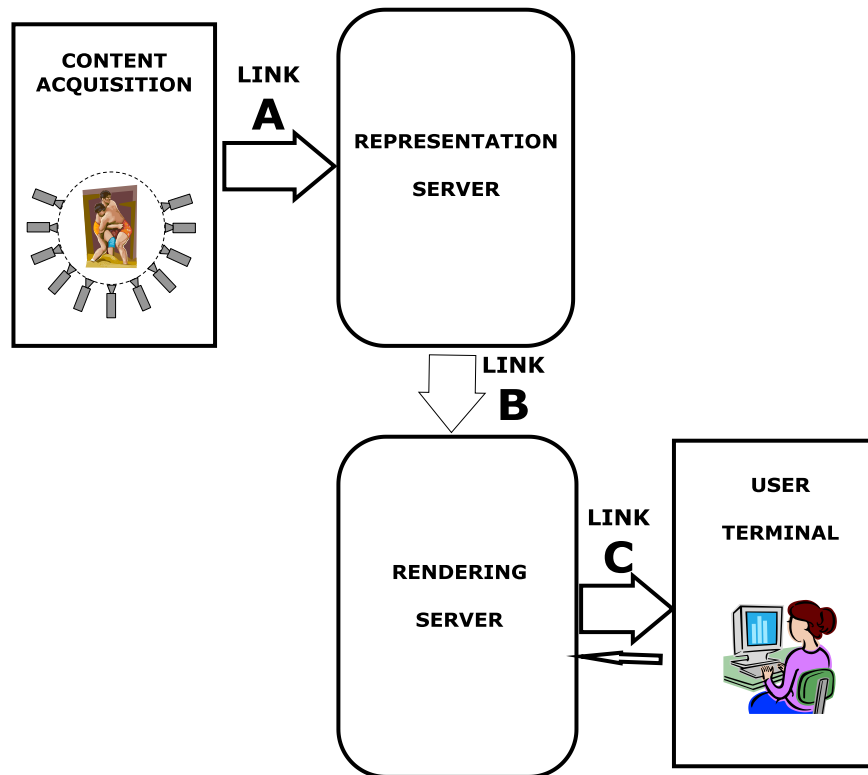 CONTENT
ACQUISITION
LINK
A
REPRESENTATION
SERVER
LINK
B
RENDERING
SERVER
LINK
C
USER
TERMINAL